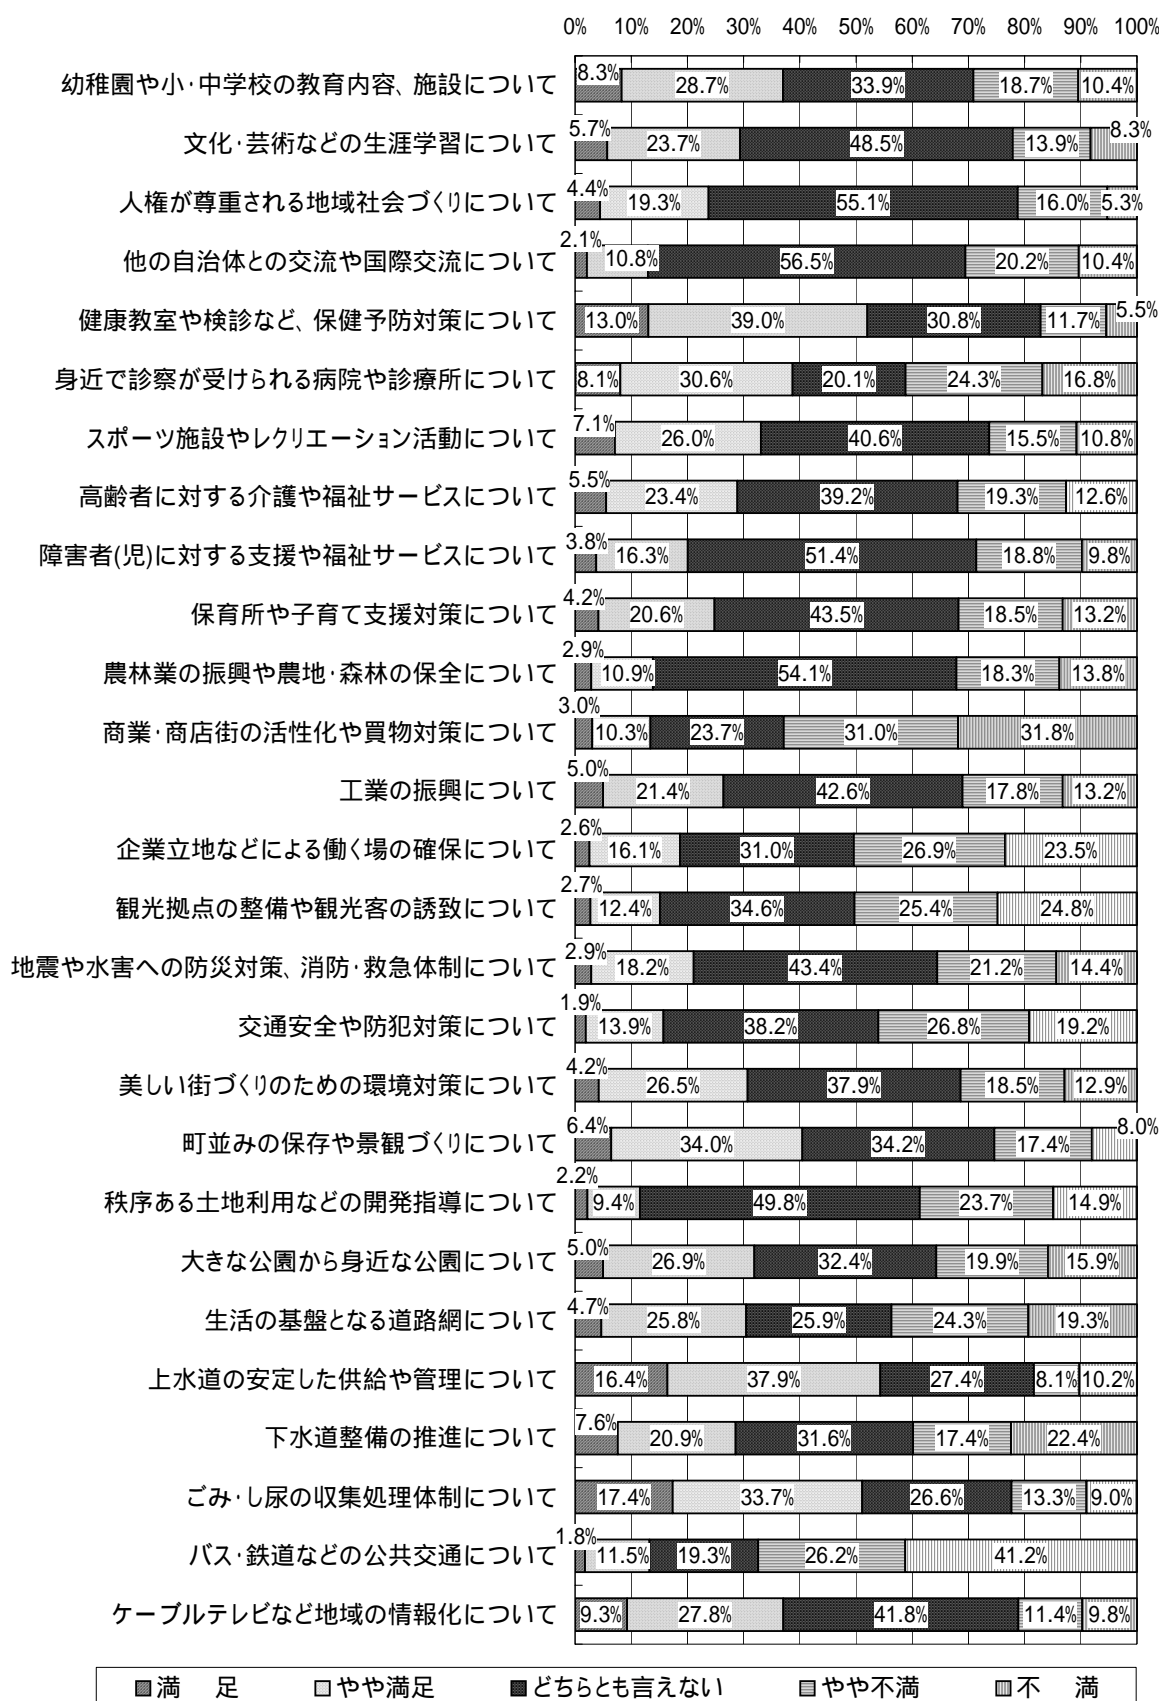 0% 10% 20% 30% 40% 50% 60% 70% 80% 90% 100%
幼稚園や小･中学校の教育内容、施設について 8.3% 28.7% 33.9% 18.7% 10.4%
文化･芸術などの生涯学習について 5.7% 23.7% 48.5% 13.9% 8.3%
人権が尊重される地域社会づくりについて 4.4% 19.3% 55.1% 16.0% 5.3%
他の自治体との交流や国際交流について 2.1% 10.8% 56.5% 20.2% 10.4%
健康教室や検診など、保健予防対策について 13.0% 39.0% 30.8% 11.7% 5.5%
身近で診察が受けられる病院や診療所について 8.1% 30.6% 20.1% 24.3% 16.8%
スポーツ施設やレクリエーション活動について 7.1% 26.0% 40.6% 15.5% 10.8%
高齢者に対する介護や福祉サービスについて 5.5% 23.4% 39.2% 19.3% 12.6%
障害者(児)に対する支援や福祉サービスについて 3.8% 16.3% 51.4% 18.8% 9.8%
保育所や子育て支援対策について 4.2% 20.6% 43.5% 18.5% 13.2%
農林業の振興や農地･森林の保全について 2.9% 10.9% 54.1% 18.3% 13.8%
商業･商店街の活性化や買物対策について 3.0% 10.3% 23.7% 31.0% 31.8%
工業の振興について 5.0% 21.4% 42.6% 17.8% 13.2%
企業立地などによる働く場の確保について 2.6% 16.1% 31.0% 26.9% 23.5%
観光拠点の整備や観光客の誘致について 2.7% 12.4% 34.6% 25.4% 24.8%
地震や水害への防災対策、消防･救急体制について 2.9% 18.2% 43.4% 21.2% 14.4%
交通安全や防犯対策について 1.9% 13.9% 38.2% 26.8% 19.2%
美しい街づくりのための環境対策について 4.2% 26.5% 37.9% 18.5% 12.9%
町並みの保存や景観づくりについて 6.4% 34.0% 34.2% 17.4% 8.0%
秩序ある土地利用などの開発指導について 2.2% 9.4% 49.8% 23.7% 14.9%
大きな公園から身近な公園について 5.0% 26.9% 32.4% 19.9% 15.9%
生活の基盤となる道路網について 4.7% 25.8% 25.9% 24.3% 19.3%
上水道の安定した供給や管理について 16.4% 37.9% 27.4% 8.1% 10.2%
下水道整備の推進について 7.6% 20.9% 31.6% 17.4% 22.4%
ごみ･し尿の収集処理体制について 17.4% 33.7% 26.6% 13.3% 9.0%
バス･鉄道などの公共交通について 1.8% 11.5% 19.3% 26.2% 41.2%
ケーブルテレビなど地域の情報化について 9.3% 27.8% 41.8% 11.4% 9.8%
満　足 やや満足 どちらとも言えない やや不満 不　満